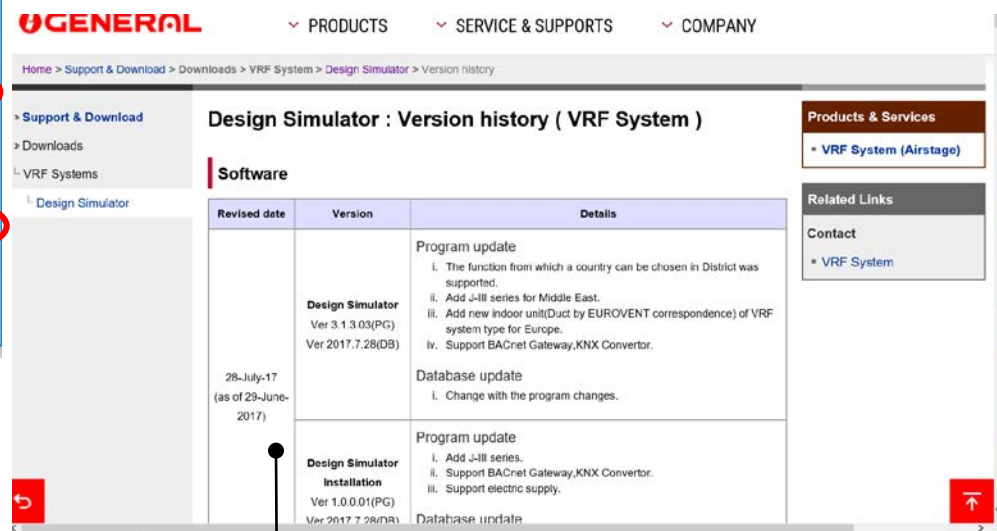 GENERAL
PRODUCTS
SERVICE & SUPPORTS
COMPANY
Home > Support & Download > Downloads > VRF System > Design Simulator > Version history
» Support & Download
» Downloads
VRF Systems
Design Simulator
Design Simulator : Version history ( VRF System )
Software
Revised date Version Details
28-July-17
(as of 29-June-
2017)
Design Simulator
Ver 3.1.3.03(PG)
Ver 2017.7.28(DB)
Program update
i. The function from which a country can be chosen in District was
supported.
ii. Add J-III series for Middle East.
iii. Add new indoor unit(Duct by EUROVENT correspondence) of VRF
system type for Europe.
iv. Support BACnet Gateway,KNX Convertor.
Database update
i. Change with the program changes.
Design Simulator
Installation
Ver 1.0.0.01(PG)
Ver 2017.7.28(DB)
Program update
i. Add J-III series.
ii. Support BACnet Gateway,KNX Convertor.
iii. Support electric supply.
Database update
Products & Services
VRF System (Airstage)
Related Links
Contact
VRF System